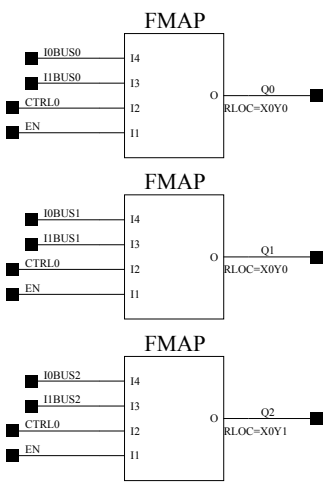 FMAP
I0BUS0
I4
I1BUS0
I3
Q0
CTRL0
I2
O
RLOC=X0Y0
EN
I1
FMAP
I0BUS1
I4
I1BUS1
I3
Q1
CTRL0
I2
O
RLOC=X0Y0
EN
I1
FMAP
I0BUS2
I4
I1BUS2
I3
Q2
CTRL0
I2
O
RLOC=X0Y1
EN
I1